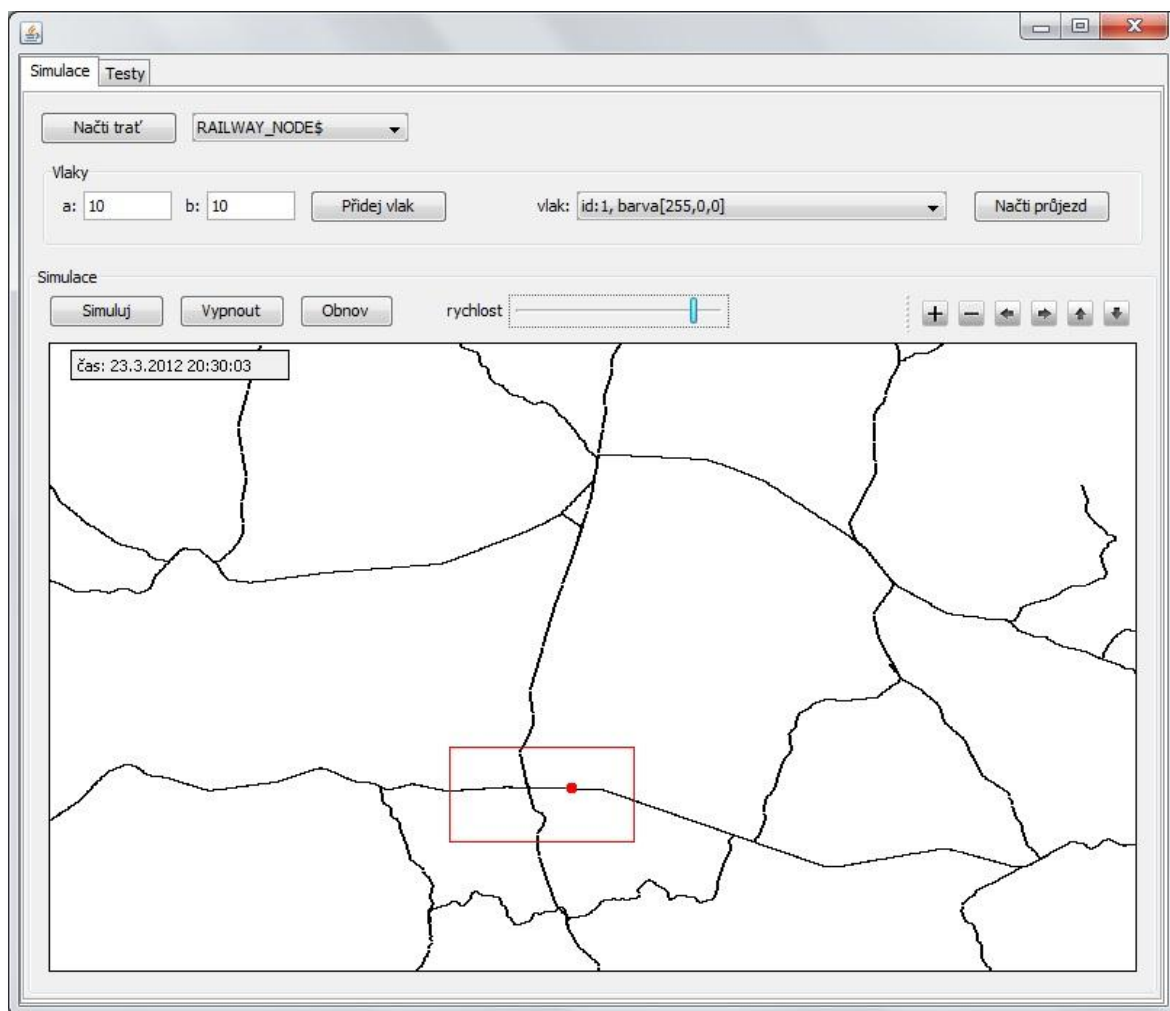 Simulace Testy
Načti trať RAILWAY_NODE$
Vlaky
a: 10 b: 10 Přidej vlak vlak: id:1, barva[255,0,0] Načti průjezd
Simulace
Simuluj Vypnout Obnov rychlost
čas: 23.3.2012 20:30:03